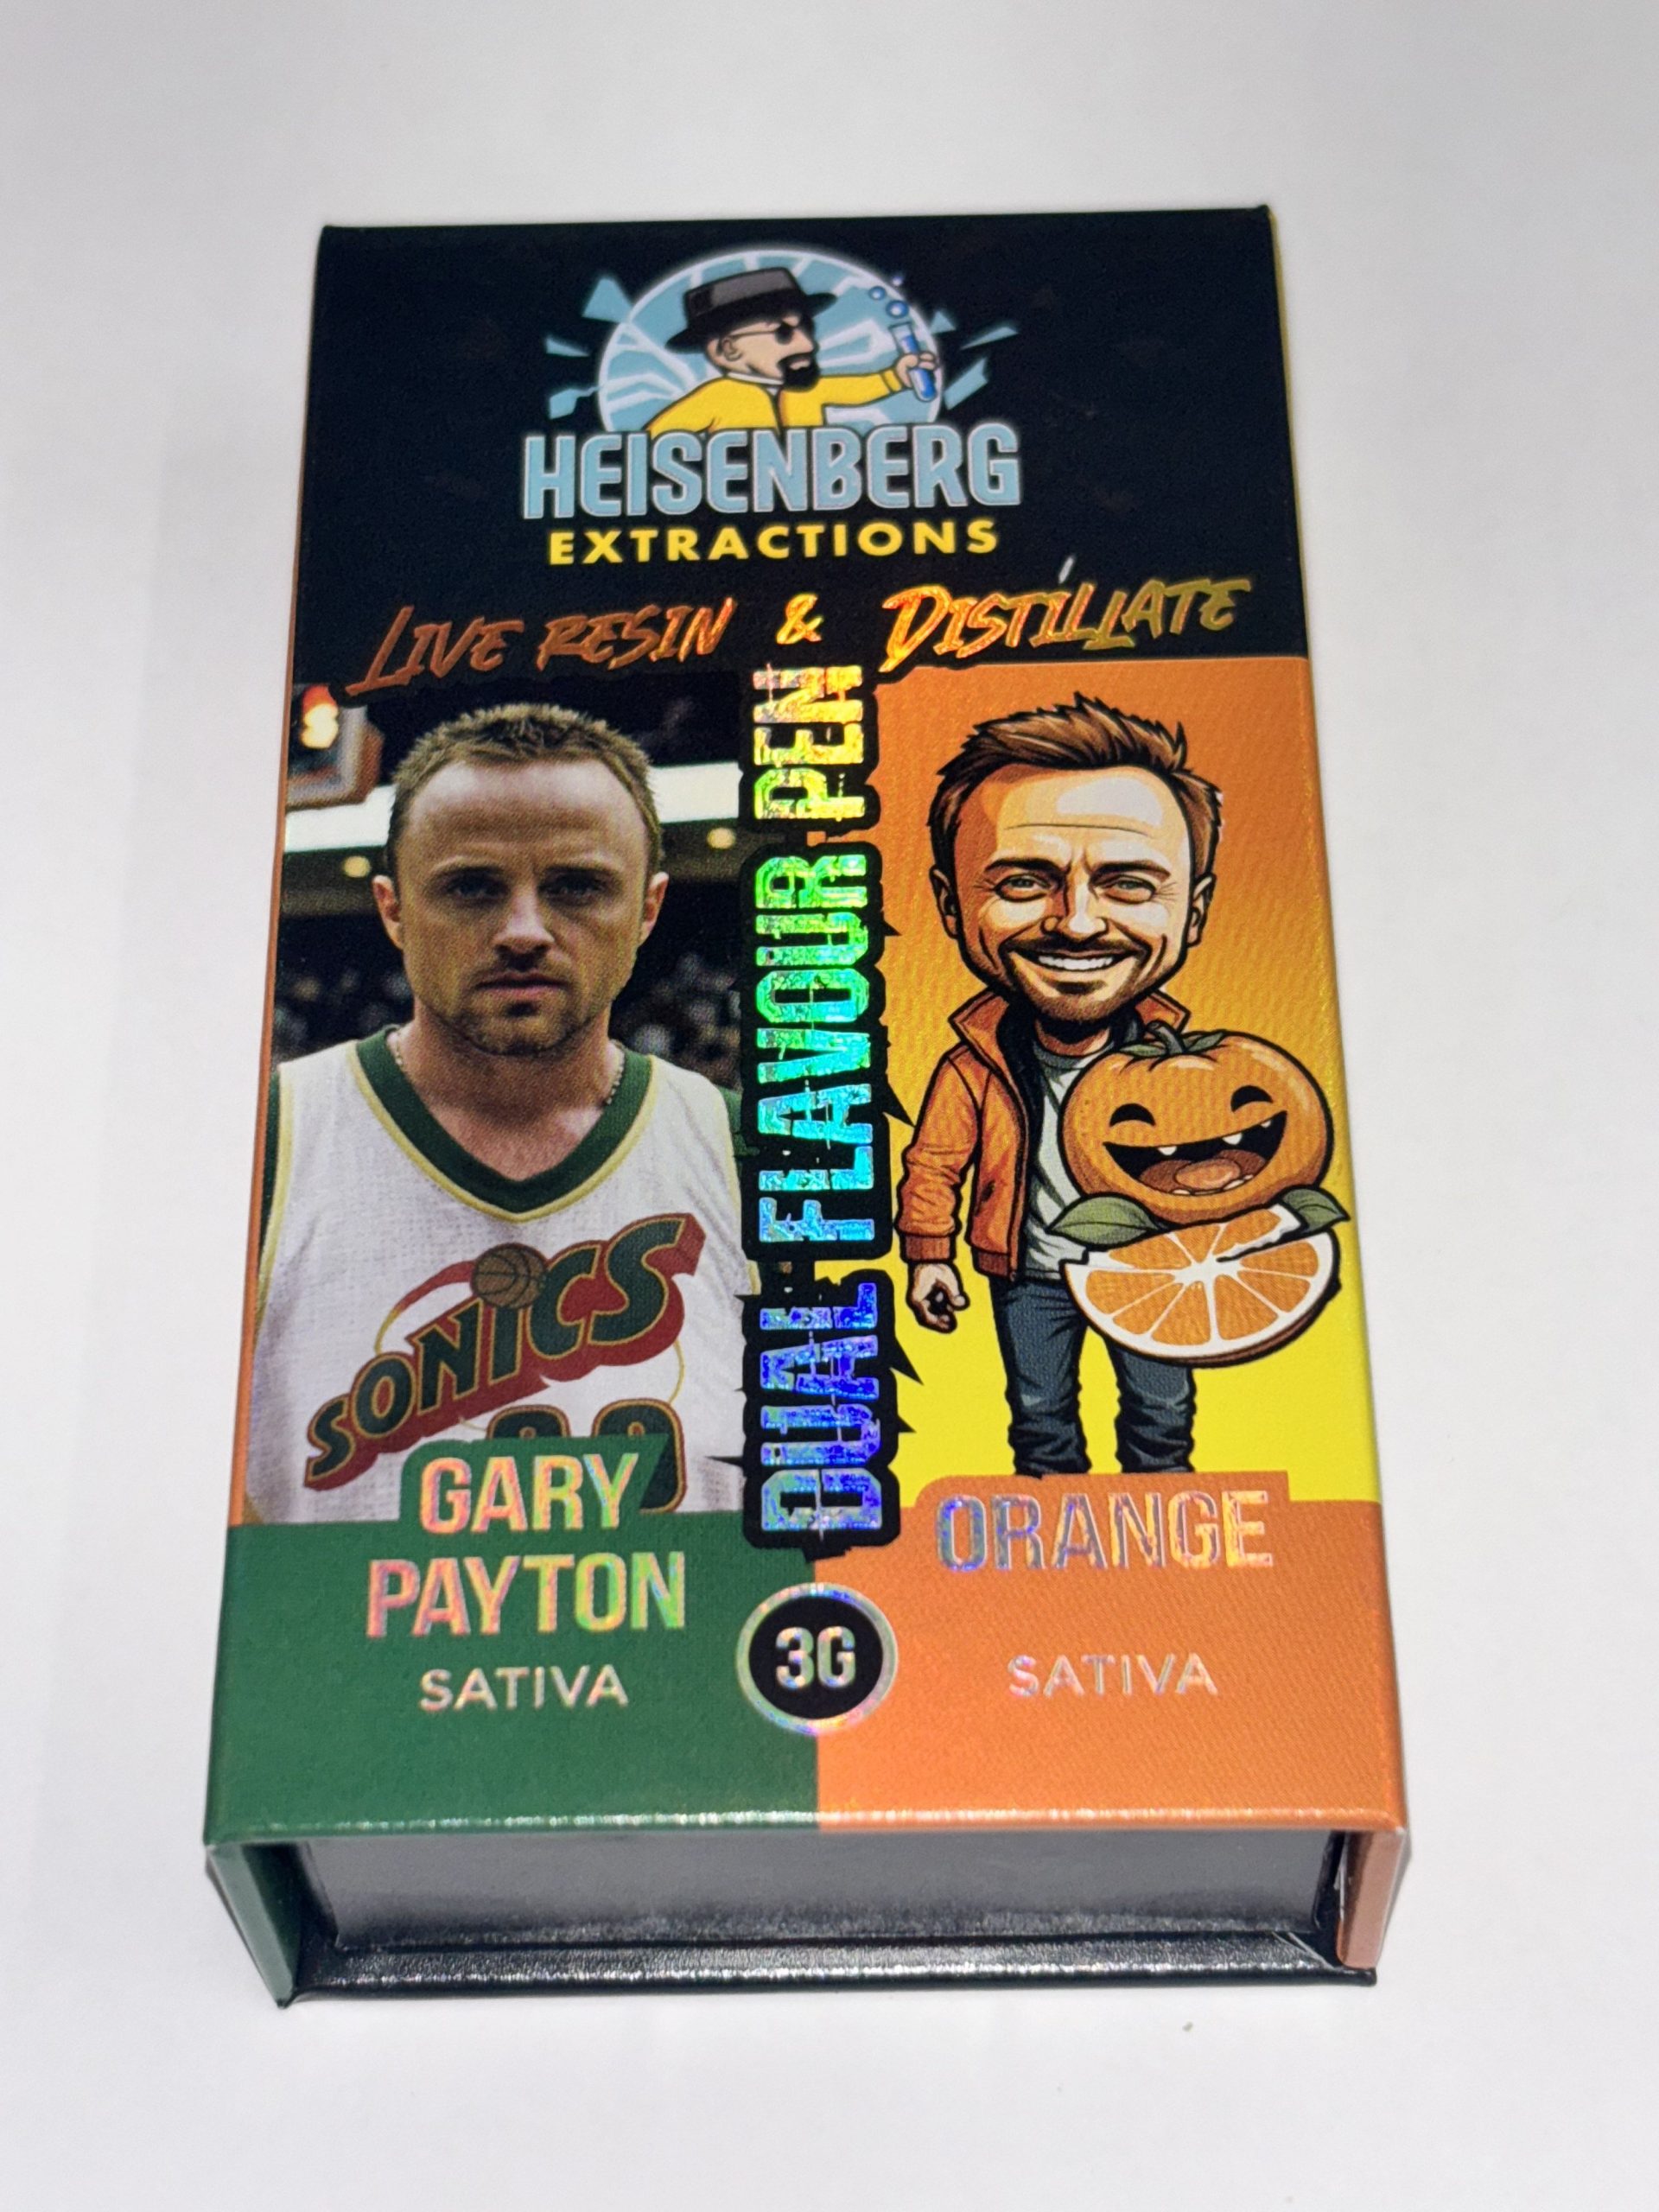 HEISENBERG
EXTRACTIONS
LIVE RESIN & DISTILLATE
DUAL FLAVOUR PEN
SONICS
GARY
PAYTON
SATIVA
ORANGE
SATIVA
3G